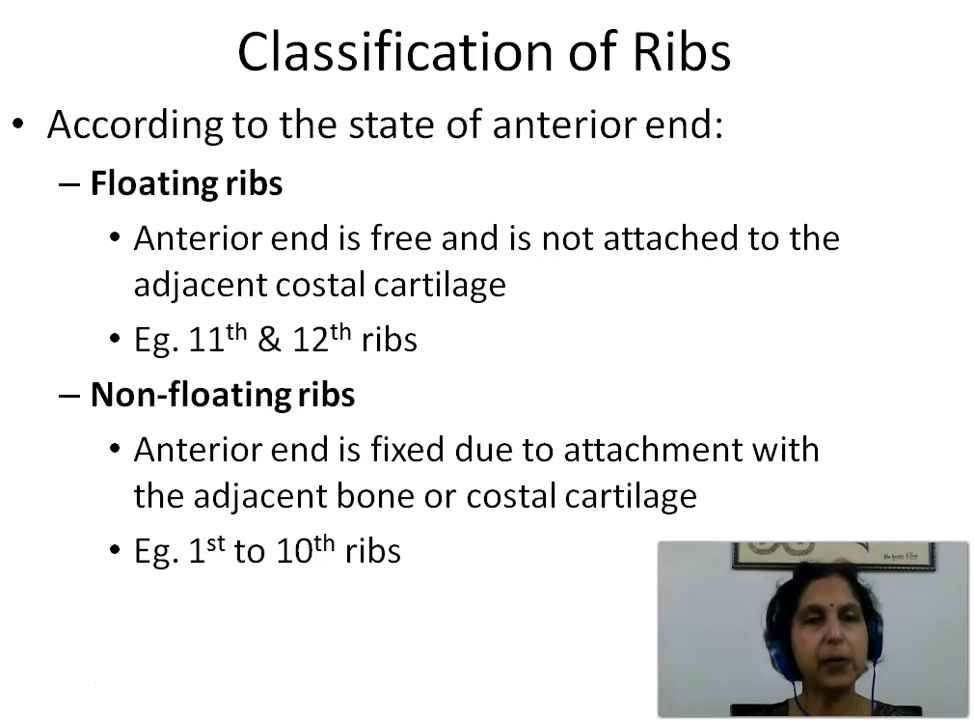 Classification of Ribs
• According to the state of anterior end:
– Floating ribs
• Anterior end is free and is not attached to the
adjacent costal cartilage
• Eg. 11th & 12th ribs
– Non-floating ribs
• Anterior end is fixed due to attachment with
the adjacent bone or costal cartilage
• Eg. 1st to 10th ribs